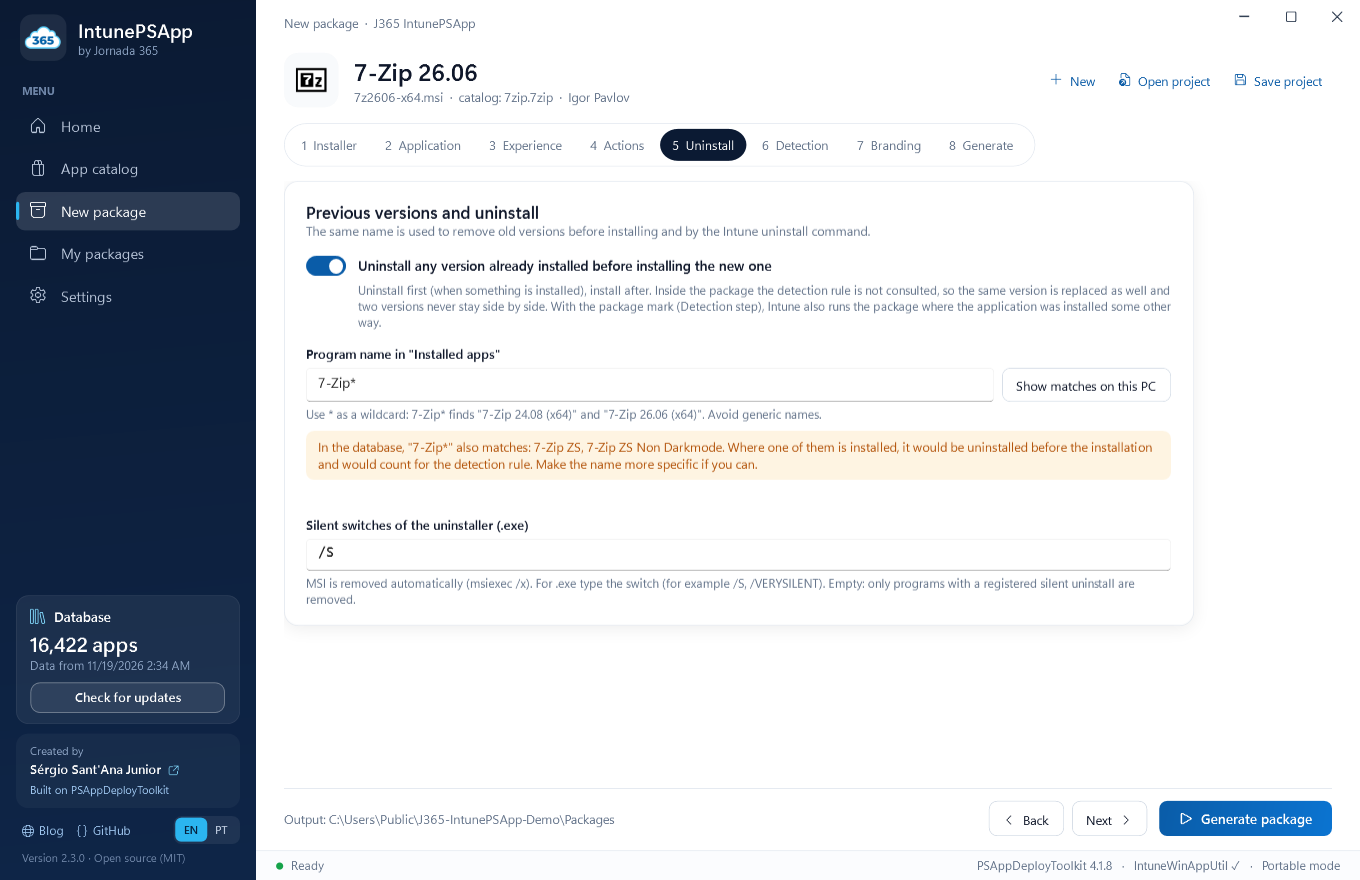 365
IntunePSApp
by Jornada 365
MENU
Home
App catalog
New package
My packages
Settings
Database
16,422 apps
Data from 11/19/2026 2:34 AM
Check for updates
Created by
Sérgio Sant'Ana Junior
Built on PSAppDeployToolkit
Blog
{ } GitHub
EN
PT
Version 2.3.0 · Open source (MIT)
New package · J365 IntunePSApp
7z
7-Zip 26.06
7z2606-x64.msi · catalog: 7zip.7zip · Igor Pavlov
New
Open project
Save project
1 Installer
2 Application
3 Experience
4 Actions
5 Uninstall
6 Detection
7 Branding
8 Generate
Previous versions and uninstall
The same name is used to remove old versions before installing and by the Intune uninstall command.
Uninstall any version already installed before installing the new one
Uninstall first (when something is installed), install after. Inside the package the detection rule is not consulted, so the same version is replaced as well and
two versions never stay side by side. With the package mark (Detection step), Intune also runs the package where the application was installed some other
way.
Program name in "Installed apps"
7-Zip*
Show matches on this PC
Use * as a wildcard: 7-Zip* finds "7-Zip 24.08 (x64)" and "7-Zip 26.06 (x64)". Avoid generic names.
In the database, "7-Zip*" also matches: 7-Zip ZS, 7-Zip ZS Non Darkmode. Where one of them is installed, it would be uninstalled before the installation
and would count for the detection rule. Make the name more specific if you can.
Silent switches of the uninstaller (.exe)
/S
MSI is removed automatically (msiexec /x). For .exe type the switch (for example /S, /VERYSILENT). Empty: only programs with a registered silent uninstall are
removed.
Output: C:\Users\Public\J365-IntunePSApp-Demo\Packages
Back
Next
Generate package
Ready
PSAppDeployToolkit 4.1.8 · IntuneWinAppUtil ✓ · Portable mode